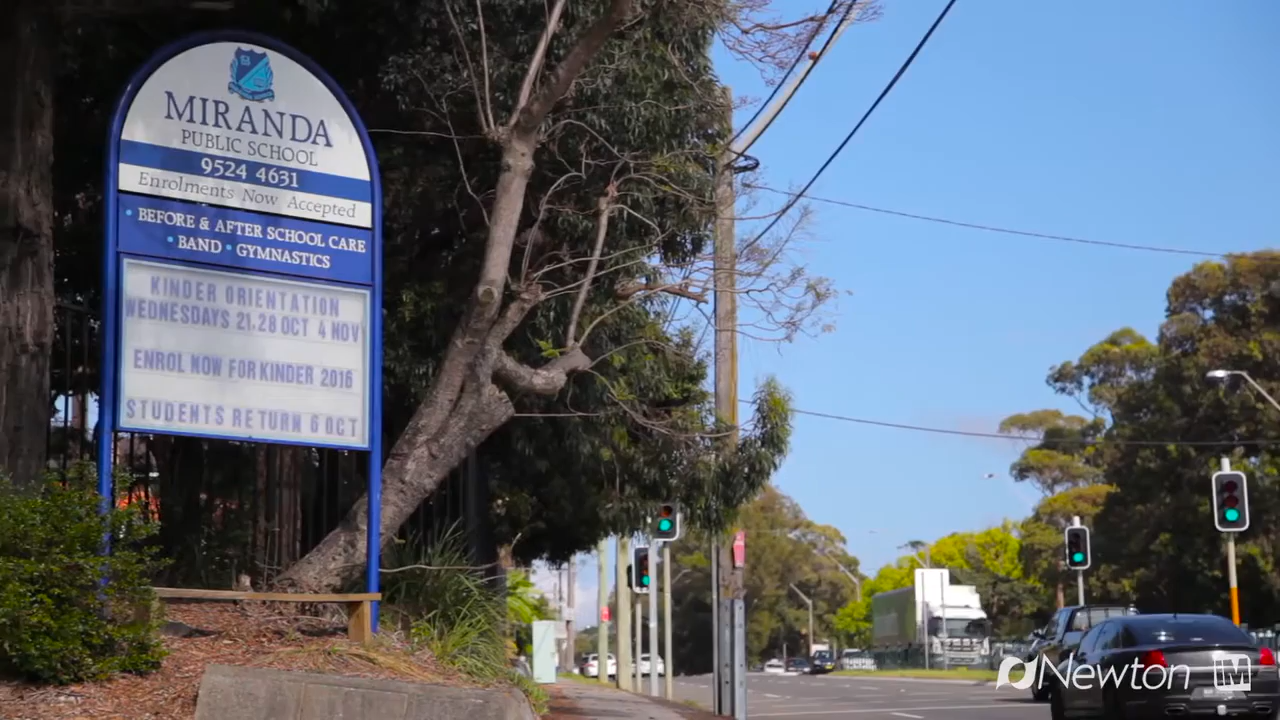 MIRANDA
PUBLIC SCHOOL
9524 4631
Enrolments Now Accepted
• BEFORE & AFTER SCHOOL CARE
• BAND • GYMNASTICS
KINDER ORIENTATION
WEDNESDAYS 21.28 OCT 4 NOV
ENROL NOW FOR KINDER 2016
STUDENTS RETURN 6 OCT
Newton M